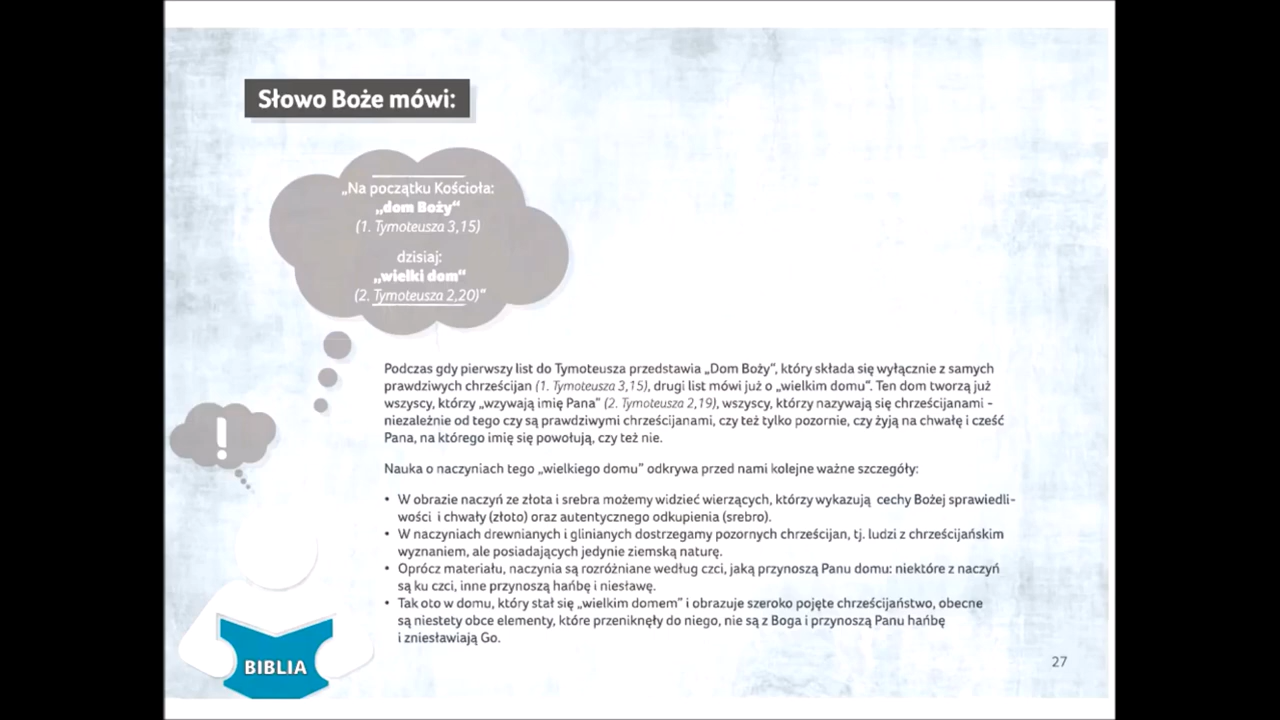 Słowo Boże mówi:
„Na początku Kościoła:
„dom Boży“
(1. Tymoteusza 3,15)
dzisiaj:
„wielki dom“
(2. Tymoteusza 2,20)“
Podczas gdy pierwszy list do Tymoteusza przedstawia „Dom Boży“, który składa się wyłącznie z samych
prawdziwych chrześcijan (1. Tymoteusza 3,15), drugi list mówi już o „wielkim domu“. Ten dom tworzą już
wszyscy, którzy „wzywają imię Pana“ (2. Tymoteusza 2,19), wszyscy, którzy nazywają się chrześcijanami -
niezależnie od tego czy są prawdziwymi chrześcijanami, czy też tylko pozornie, czy żyją na chwałę i cześć
Pana, na którego imię się powołują, czy też nie.
Nauka o naczyniach tego „wielkiego domu“ odkrywa przed nami kolejne ważne szczegóły:
• W obrazie naczyń ze złota i srebra możemy widzieć wierzących, którzy wykazują cechy Bożej sprawiedli-
wości i chwały (złoto) oraz autentycznego odkupienia (srebro).
• W naczyniach drewnianych i glinianych dostrzegamy pozornych chrześcijan, tj. ludzi z chrześcijańskim
wyznaniem, ale posiadających jedynie ziemską naturę.
• Oprócz materiału, naczynia są rozróżniane według czci, jaką przynoszą Panu domu: niektóre z naczyń
są ku czci, inne przynoszą hańbę i niesławę.
• Tak oto w domu, który stał się „wielkim domem“ i obrazuje szeroko pojęte chrześcijaństwo, obecne
są niestety obce elementy, które przeniknęły do niego, nie są z Boga i przynoszą Panu hańbę
i zniesławiają Go.
!
BIBLIA
27